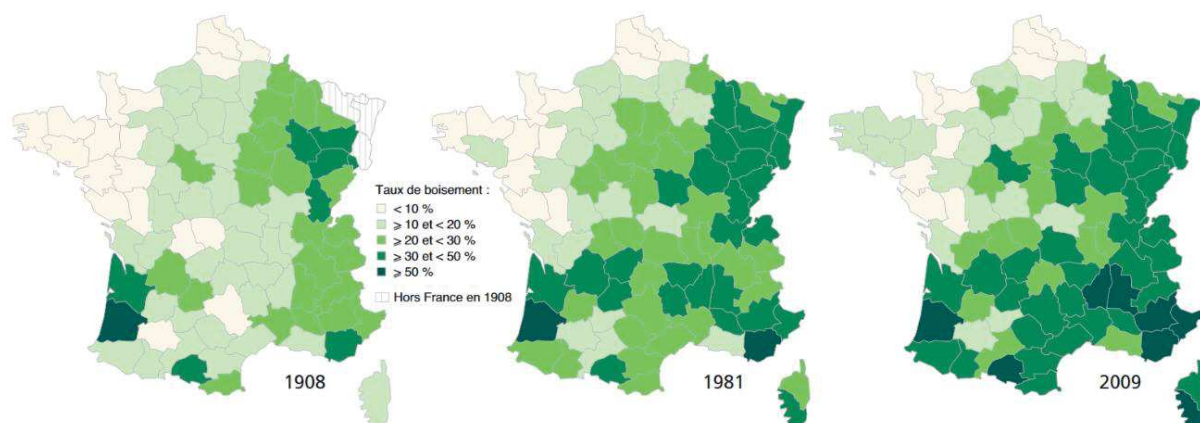 Taux de boisement :
< 10 %
⩾ 10 et < 20 %
⩾ 20 et < 30 %
⩾ 30 et < 50 %
⩾ 50 %
Hors France en 1908
1908
1981
2009